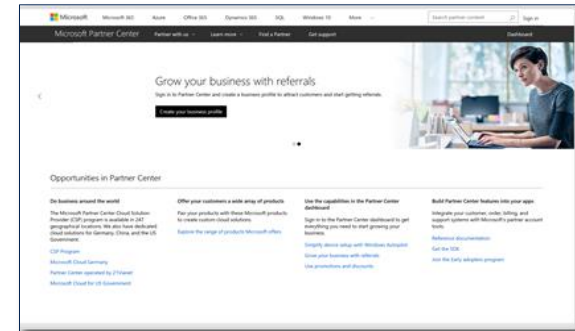 Microsoft Microsoft 365 Azure Office 365 Dynamics 365 SQL Windows 10 More Search partner content Sign in
Microsoft Partner Center Partner with us Learn more Find a Partner Get support Dashboard
Grow your business with referrals
Sign in to Partner Center and create a business profile to attract customers and start getting referrals.
Create your business profile
Opportunities in Partner Center
Do business around the world
The Microsoft Partner Center Cloud Solution
Provider (CSP) program is available in 247
geographical locations. We also have dedicated
cloud solutions for Germany, China, and the US
Government.
CSP Program
Microsoft Cloud Germany
Partner Center operated by 21Vianet
Microsoft Cloud for US Government
Offer your customers a wide array of products
Pair your products with these Microsoft products
to create custom cloud solutions.
Explore the range of products Microsoft offers
Use the capabilities in the Partner Center
dashboard
Sign in to the Partner Center dashboard to get
everything you need to start growing your
business.
Simplify device setup with Windows Autopilot
Grow your business with referrals
Use promotions and discounts
Build Partner Center features into your apps
Integrate your customer, order, billing, and
support systems with Microsoft's partner account
tools.
Reference documentation
Get the SDK
Join the Early adopters program